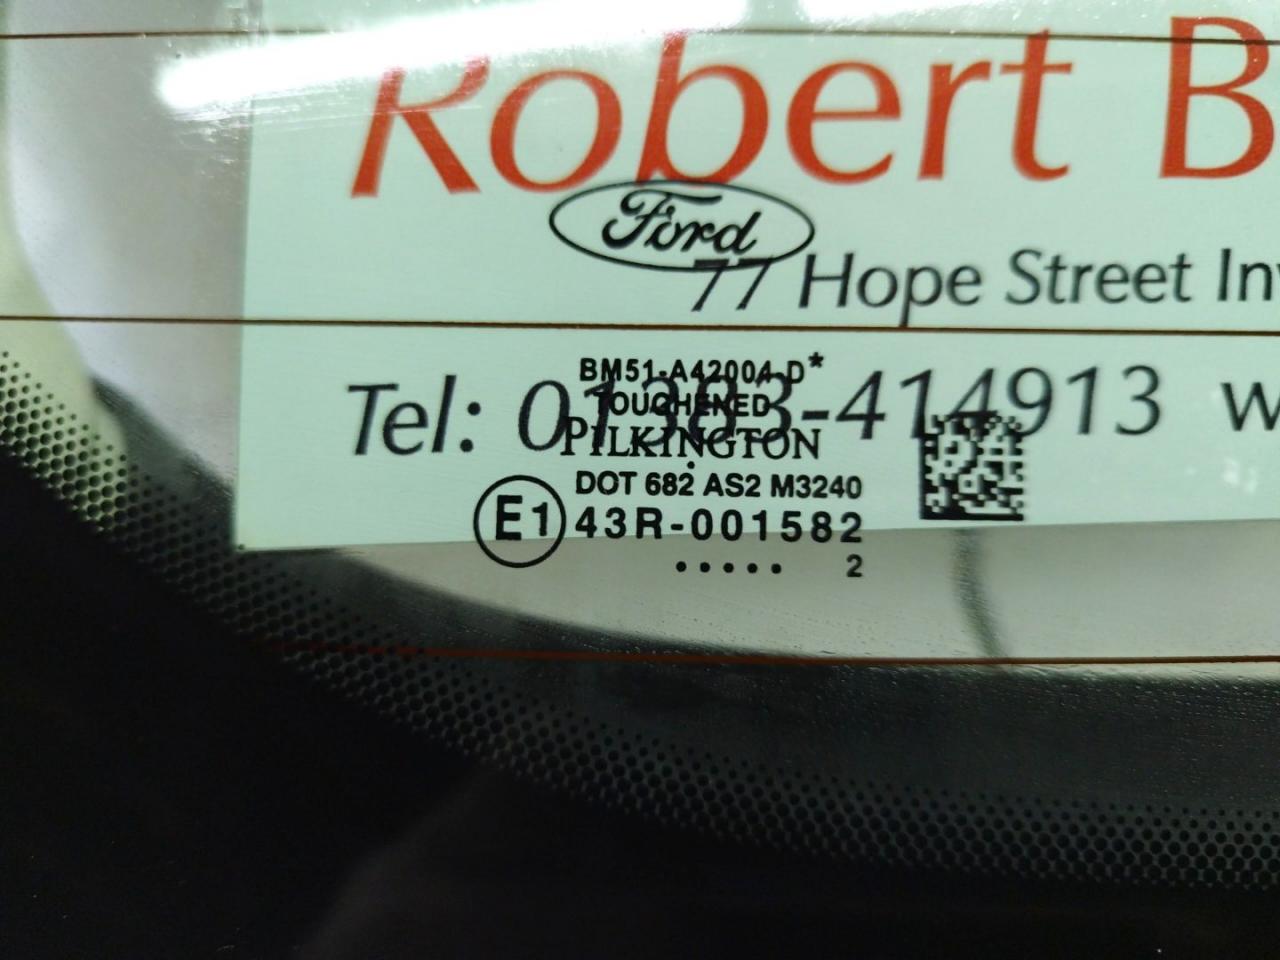 Robert B
Ford
77 Hope Street Inv
BM51-A42004-D*
Tel: 01383-414913 w
TOUGHENED
PILKINGTON
DOT 682 AS2 M3240
E1 43R-001582
..... 2